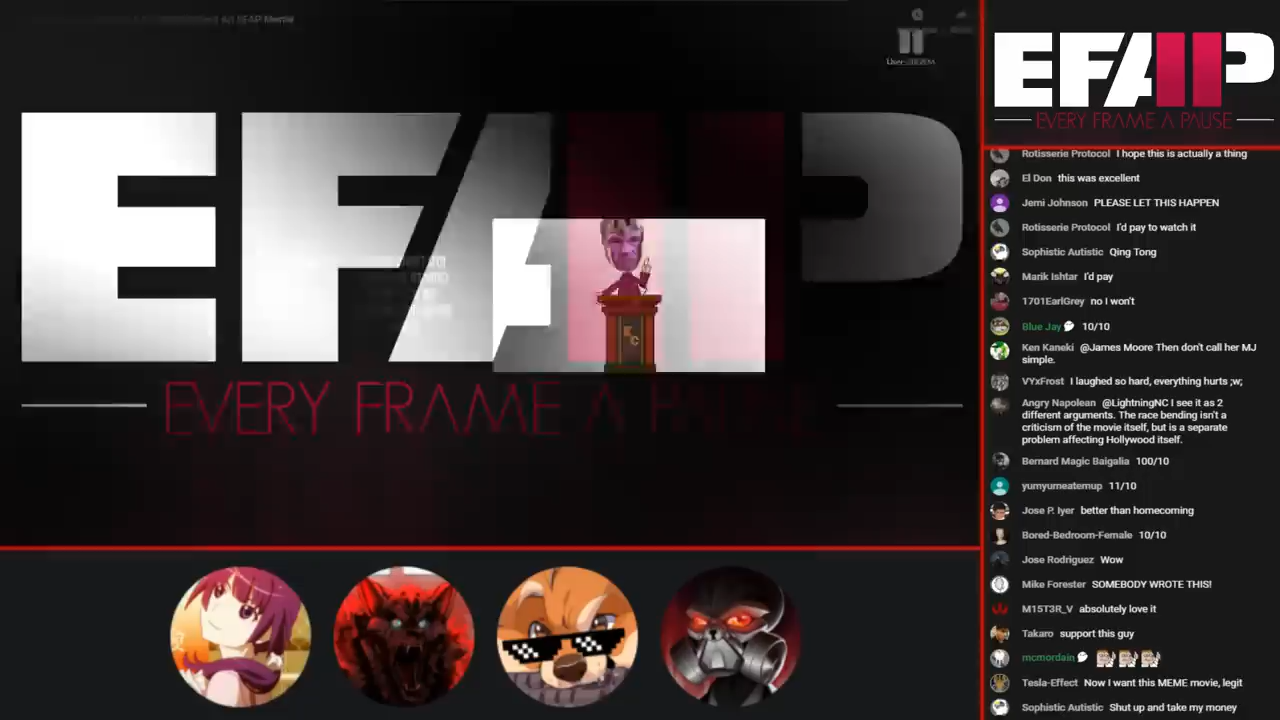 EFAP
EVERY FRAME A PAUSE
EFAP
EVERY FRAME A PAUSE
Rotisserie Protocol I hope this is actually a thing
El Don this was excellent
Jemi Johnson PLEASE LET THIS HAPPEN
Rotisserie Protocol I'd pay to watch it
Sophistic Autistic Qing Tong
Marik Ishtar I'd pay
1701EarlGrey no I won't
Blue Jay 10/10
Ken Kaneki @James Moore Then don't call her MJ
simple.
VYxFrost I laughed so hard, everything hurts ;w;
Angry Napolean @LightningNC I see it as 2
different arguments. The race bending isn't a
criticism of the movie itself, but is a separate
problem affecting Hollywood itself.
Bernard Magic Baigalia 100/10
yumyumeatemup 11/10
Jose P. Iyer better than homecoming
Bored-Bedroom-Female 10/10
Jose Rodriguez Wow
Mike Forester SOMEBODY WROTE THIS!
M15T3R_V absolutely love it
Takaro support this guy
mcmordain
Tesla-Effect Now I want this MEME movie, legit
Sophistic Autistic Shut up and take my money